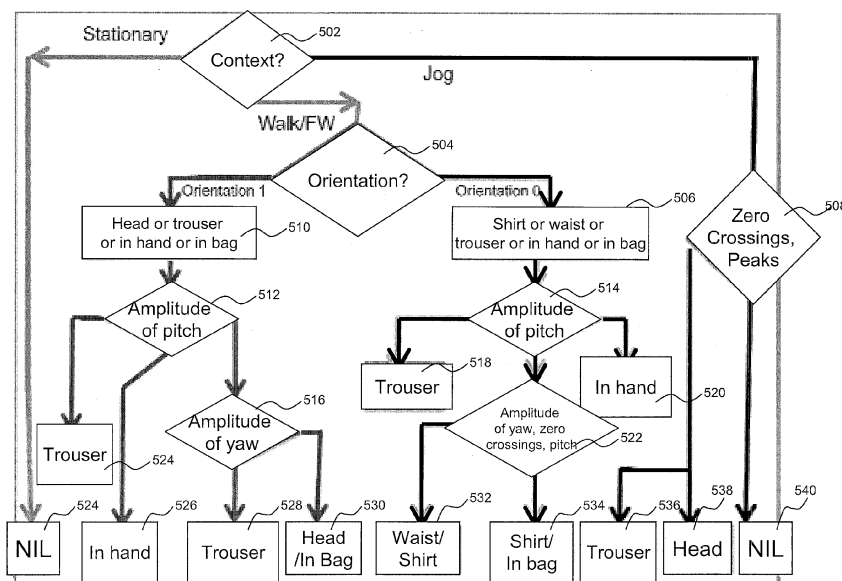 502
Stationary
Context?
Jog
Walk/FW
504
Orientation?
Orientation 1
Orientation 0
506
508
Head or trouser
or in hand or in bag
510
Shirt or waist or
trouser or in hand or in bag
Zero
Crossings,
Peaks
512
Amplitude
of pitch
514
Amplitude
of pitch
Trouser
518
In hand
520
516
Amplitude
of yaw
Amplitude
of yaw, zero
crossings, pitch
522
Trouser
524
524
NIL
526
In hand
528
Trouser
530
Head
/In Bag
532
Waist/
Shirt
534
Shirt/
In bag
536
Trouser
538
Head
540
NIL